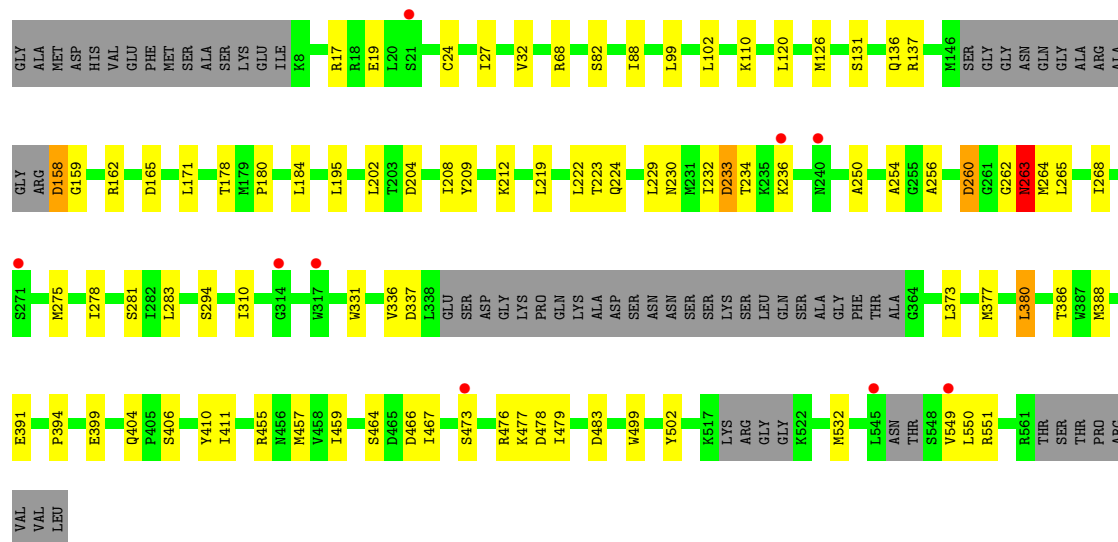 GLY ALA MET ASP HIS VAL GLU PHE MET SER ALA SER LYS GLU ILE K8 R17 R18 E19 L20 S21 C24 I27 V32 R68 S82 I88 L99 L102 K110 L120 M126 S131 Q136 R137 M146 SER GLY GLY ASN GLN GLY ALA ARG ALA
GLY ARG D158 G159 R162 D165 L171 T178 M179 P180 L184 L195 L202 T203 D204 I208 Y209 K212 L219 L222 T223 Q224 L229 N230 M231 I232 D233 T234 K235 K236 N240 A250 A254 G255 A256 D260 G261 G262 N263 M264 L265 I268
S271 M275 I278 S281 I282 L283 S294 I310 G314 W317 W331 V336 D337 L338 GLU SER ASP GLY LYS PRO GLN LYS ALA ASP SER ASN ASN SER SER LYS SER LEU GLN SER ALA GLY PHE THR ALA G364 L373 M377 L380 T386 W387 M388
E391 P394 E399 Q404 P405 S406 Y410 I411 R455 N456 M457 V458 I459 S464 D465 D466 I467 S473 R476 K477 D478 I479 D483 W499 Y502 K517 LYS ARG GLY GLY K522 M532 L545 ASN THR S548 V549 L550 R551 R561 THR SER THR PRO ARG
VAL VAL LEU